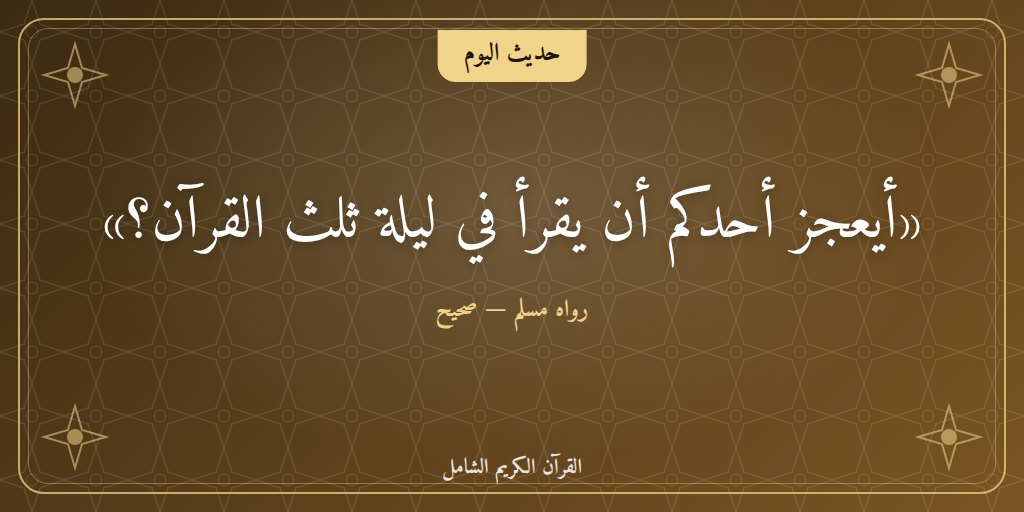 حديث اليوم
((أيعجز أحدكم أن يقرأ في ليلة ثلث القرآن؟))
رواه مسلم — صحيح
القرآن الكريم الشامل